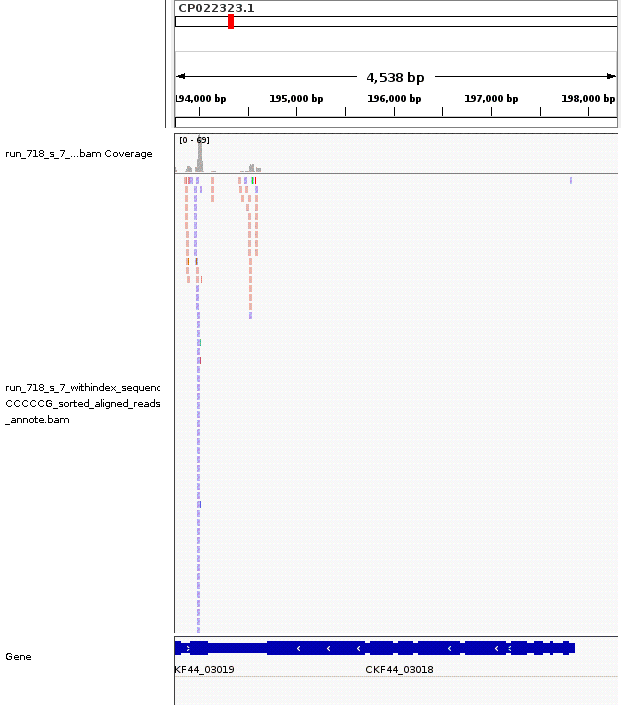 CP022323.1
4,538 bp
194,000 bp
195,000 bp
196,000 bp
197,000 bp
198,000 bp
run_718_s_7_...bam Coverage
[0 - 69]
run_718_s_7_withindex_sequenc
CCCCCG_sorted_aligned_reads
_annote.bam
Gene
KF44_03019
CKF44_03018